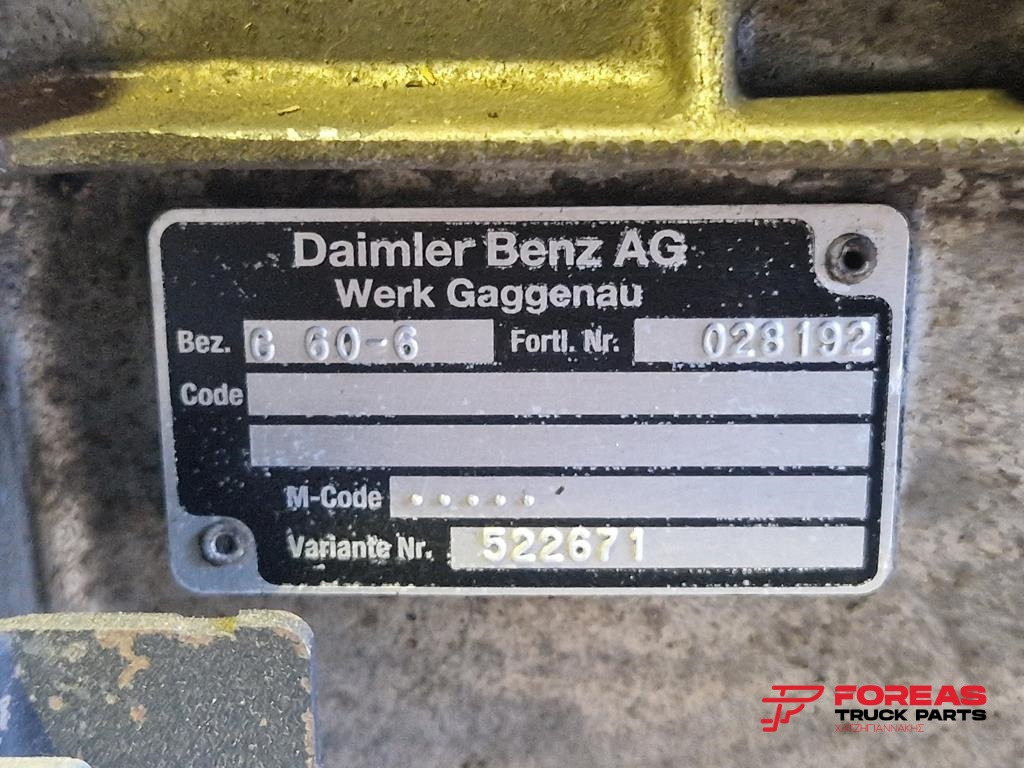 Daimler Benz AG
Werk Gaggenau
Bez. G 60-6 Fortl. Nr. 028192
Code
M-Code .....
Variante Nr. 522671
FOREAS
TRUCK PARTS
ΧΑΤΖΗΓΙΑΝΝΑΚΗΣ